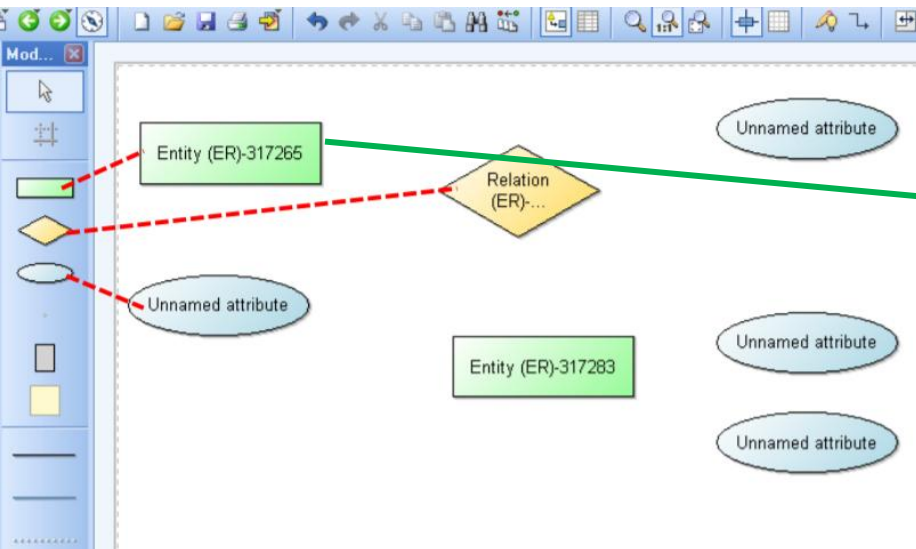 Mod...
Entity (ER)-317265
Unnamed attribute
Relation
(ER)-...
Unnamed attribute
Entity (ER)-317283
Unnamed attribute
Unnamed attribute